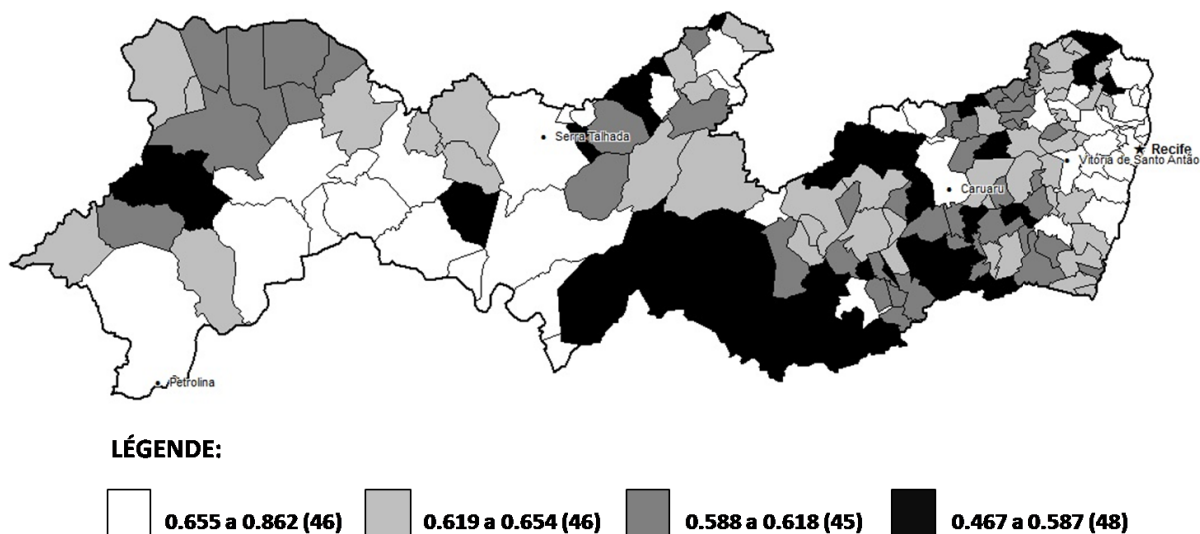 Serra Talhada
Recife
Vitória de Santo Antão
Caruaru
Petrolina
LÉGENDE:
0.655 a 0.862 (46) 0.619 a 0.654 (46) 0.588 a 0.618 (45) 0.467 a 0.587 (48)